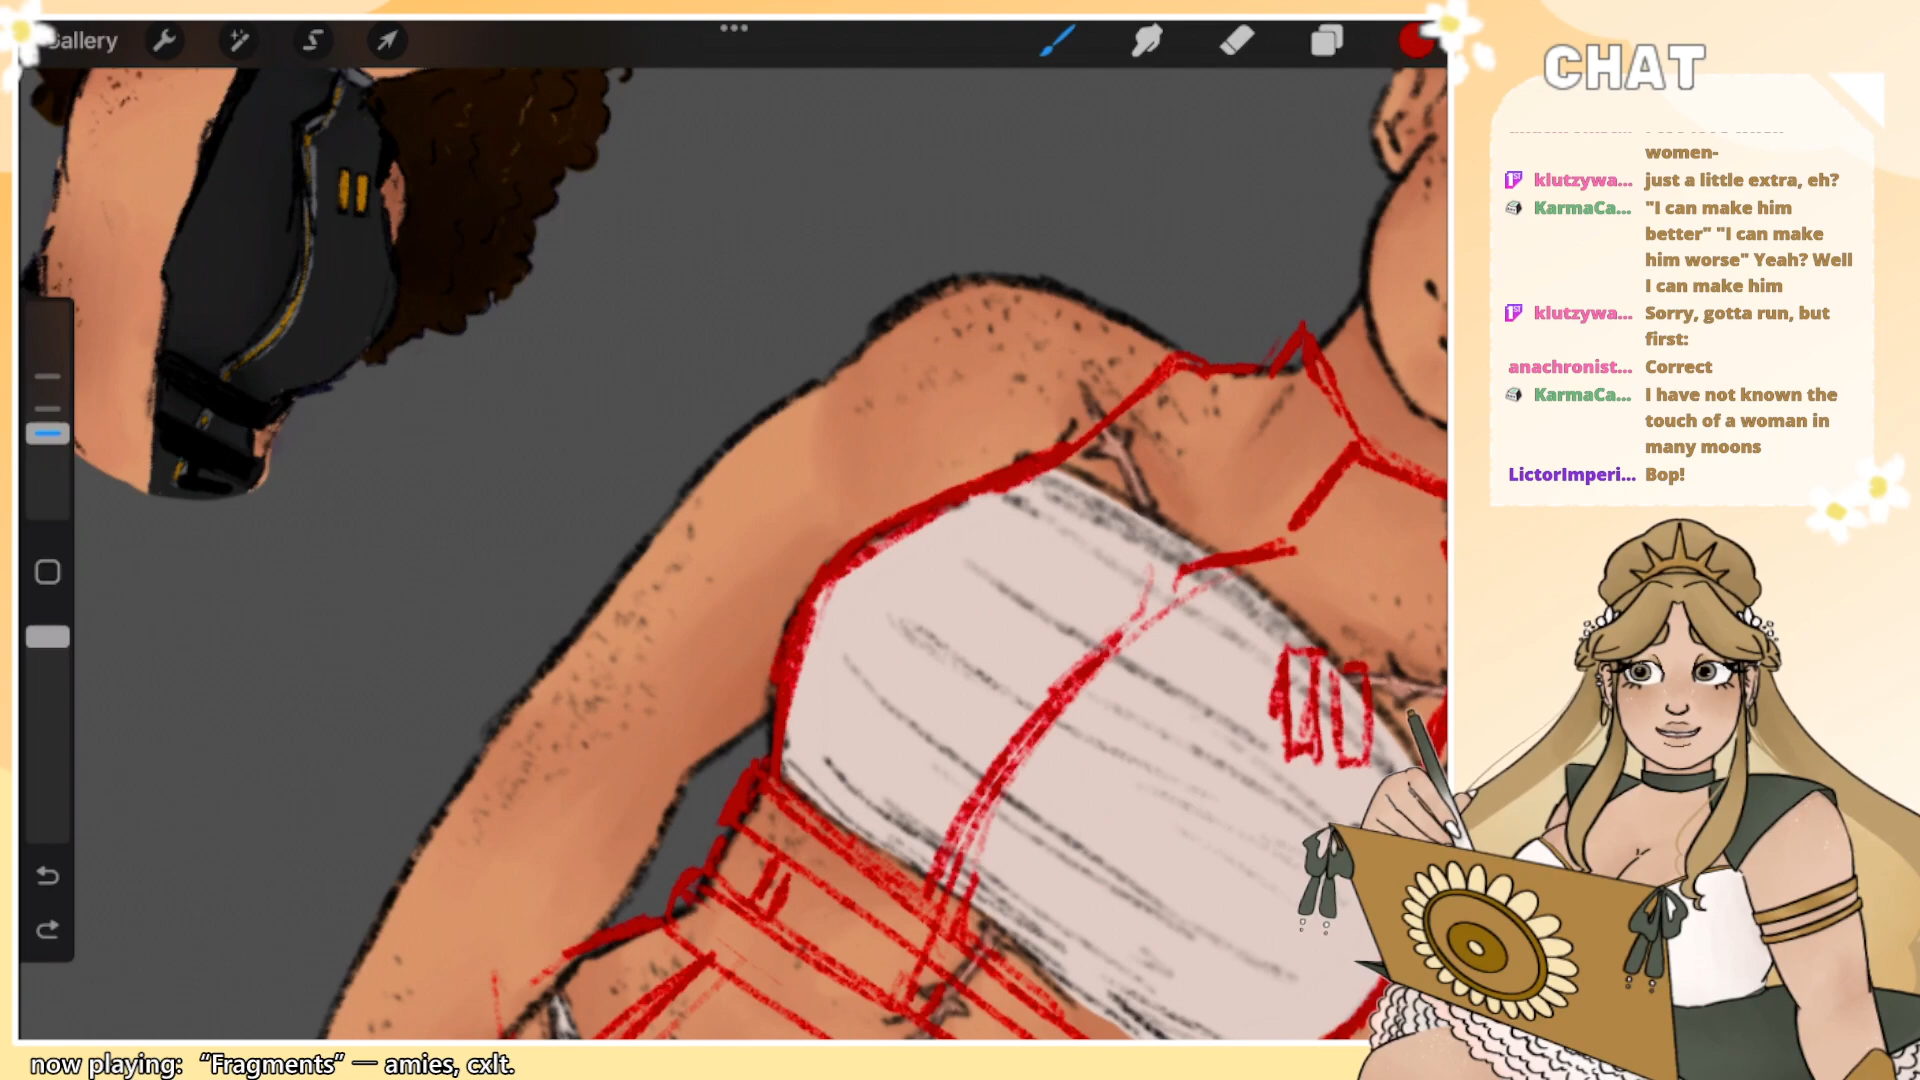 Gallery
CHAT
women-
klutzywa... just a little extra, eh?
KarmaCa... "I can make him
better" "I can make
him worse" Yeah? Well
I can make him
klutzywa... Sorry, gotta run, but
first:
anachronist... Correct
KarmaCa... I have not known the
touch of a woman in
many moons
LictorImperi... Bop!
now playing: “Fragments” — amies, cxlt.